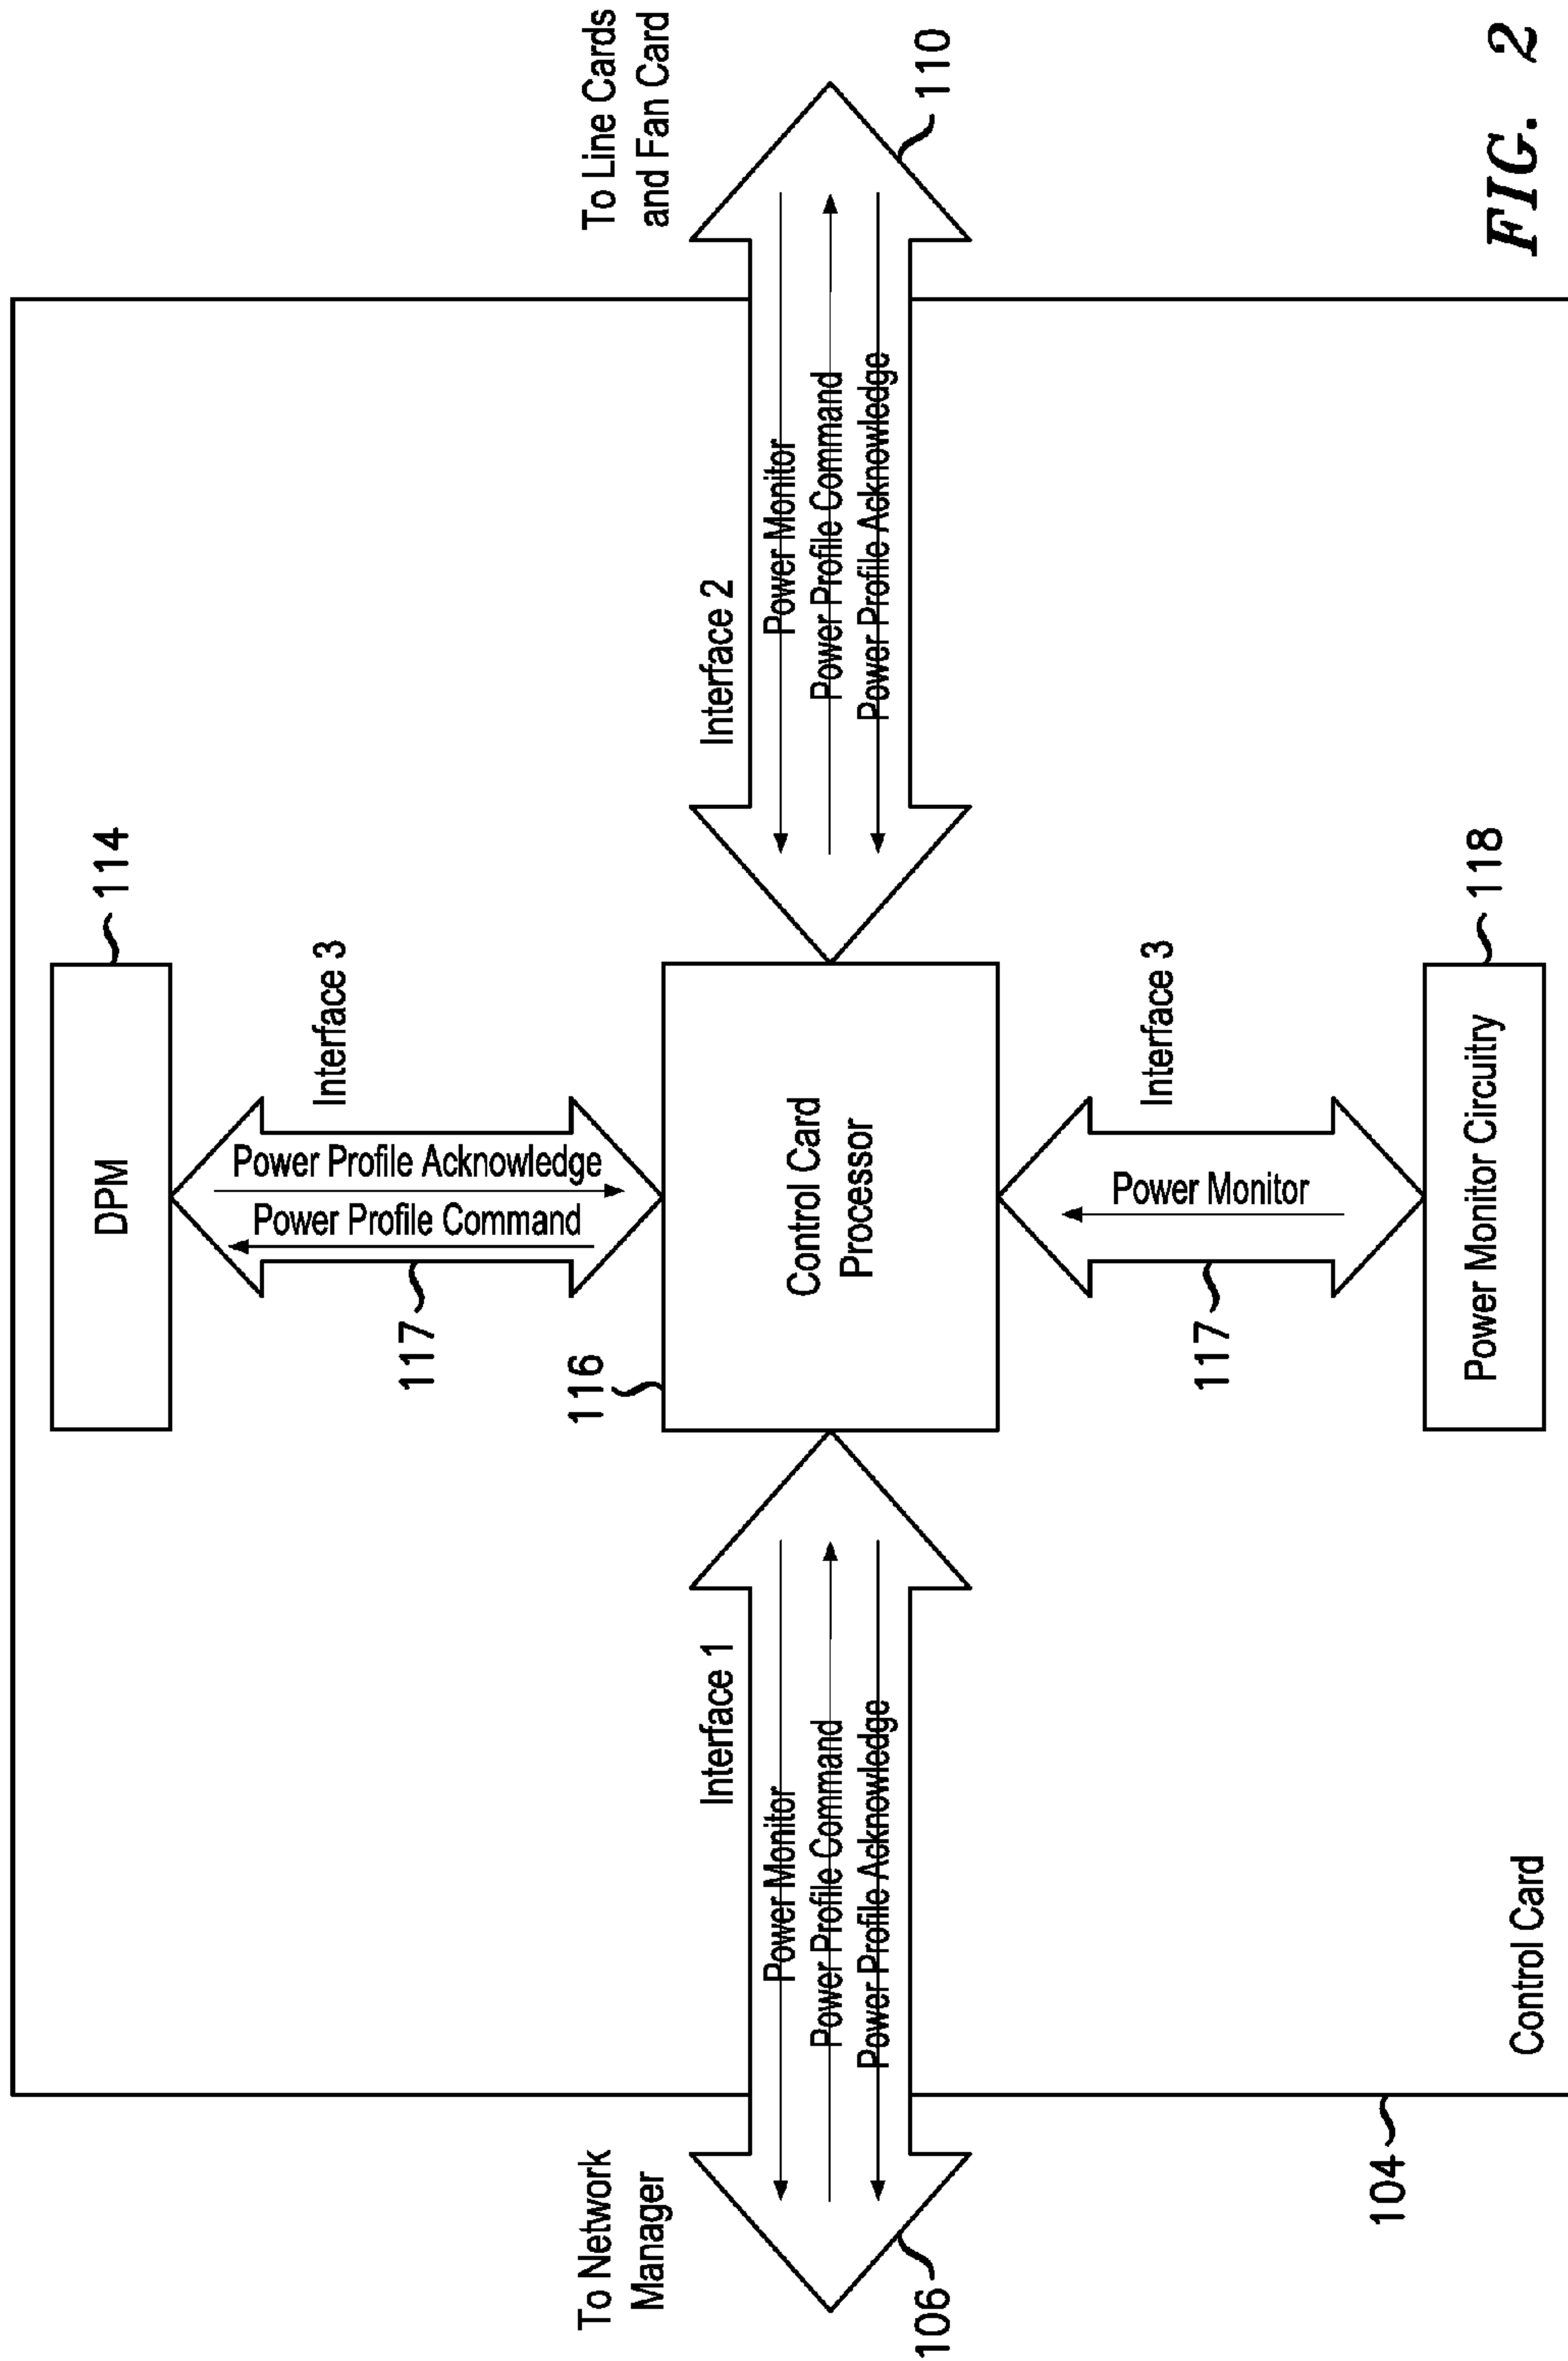 DPM
114
Interface 3
Power Profile Acknowledge
Power Profile Command
117
To Network
Manager
Interface 1
Power Monitor
Power Profile Command
Power Profile Acknowledge
106
116
Control Card
Processor
Interface 2
Power Monitor
Power Profile Command
Power Profile Acknowledge
To Line Cards
and Fan Card
110
Interface 3
Power Monitor
117
118
Power Monitor Circuitry
104
Control Card
FIG. 2